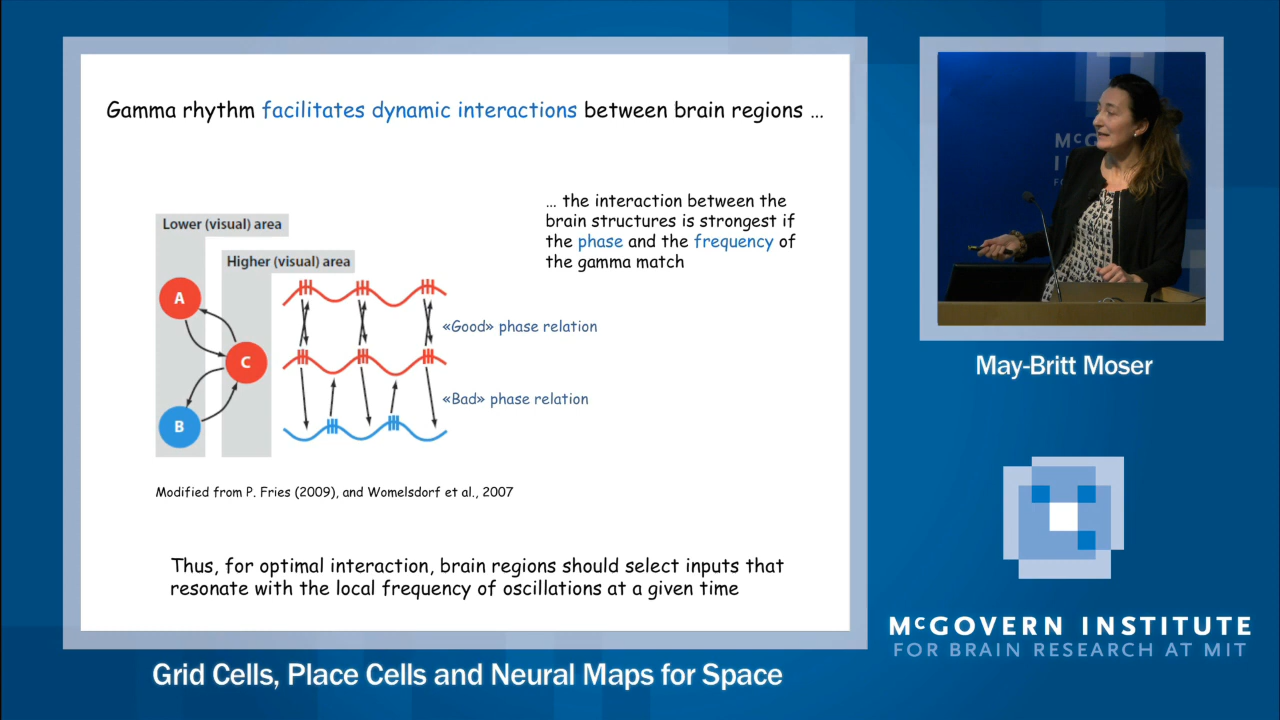 Gamma rhythm facilitates dynamic interactions between brain regions ...
... the interaction between the
brain structures is strongest if
the phase and the frequency of
the gamma match
Lower (visual) area
Higher (visual) area
A
C
B
«Good» phase relation
«Bad» phase relation
Modified from P. Fries (2009), and Womelsdorf et al., 2007
Thus, for optimal interaction, brain regions should select inputs that
resonate with the local frequency of oscillations at a given time
Grid Cells, Place Cells and Neural Maps for Space
May-Britt Moser
McGOVERN INSTITUTE
FOR BRAIN RESEARCH AT MIT